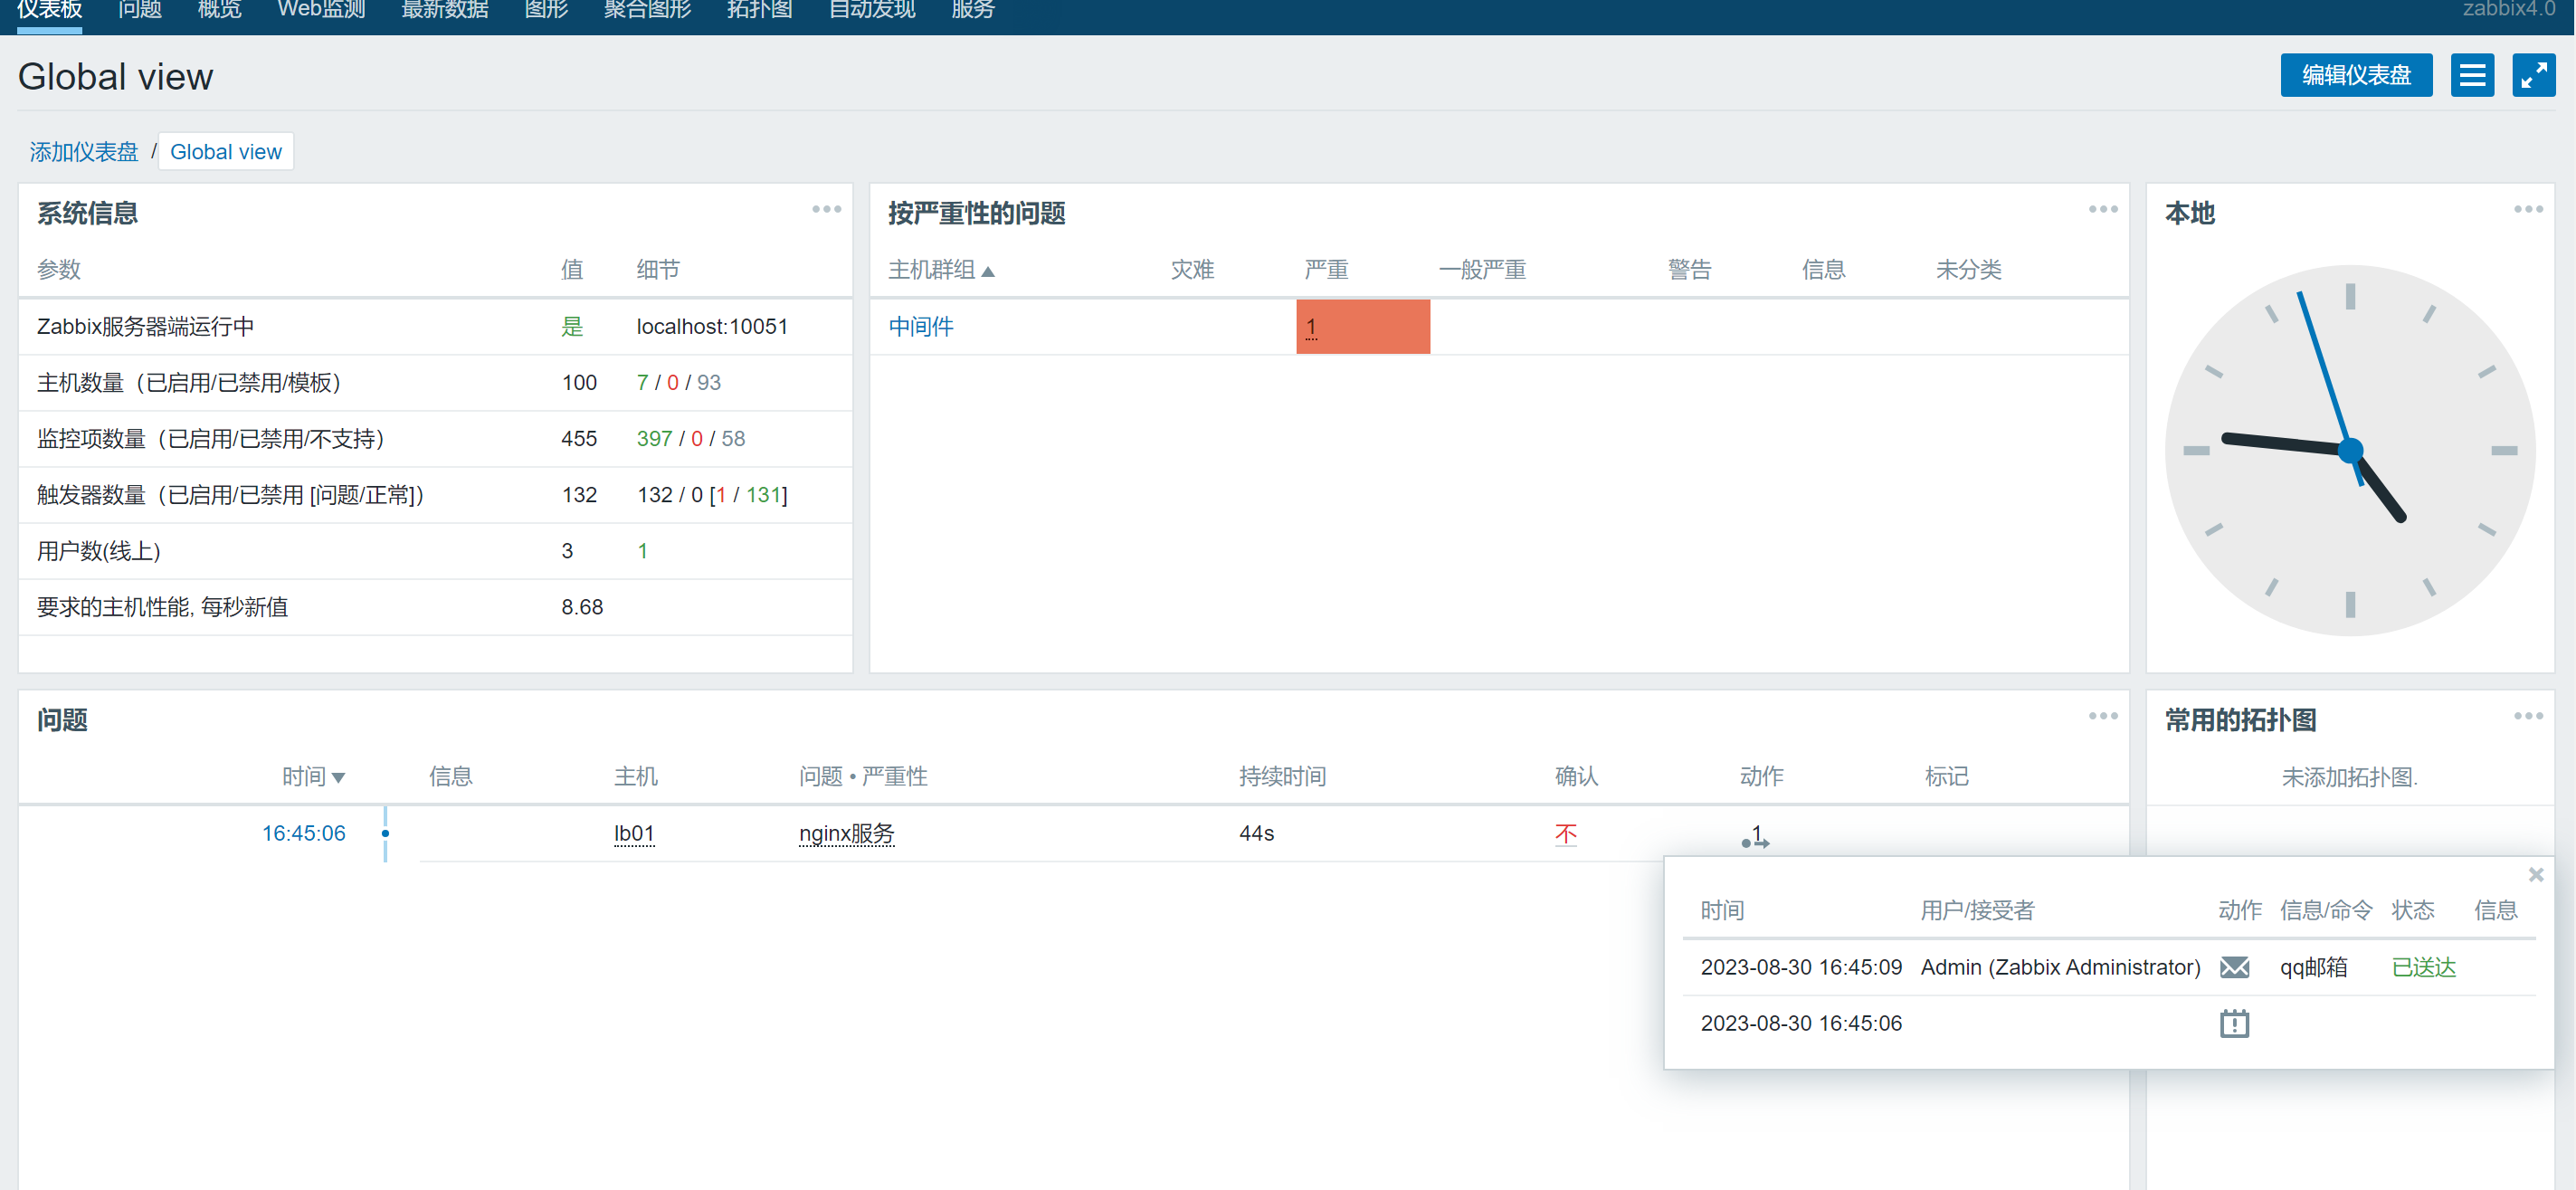 仪表板 问题 概览 Web监测 最新数据 图形 聚合图形 拓扑图 自动发现 服务 zabbix4.0
Global view 编辑仪表盘
添加仪表盘 / Global view
系统信息
参数 值 细节
Zabbix服务器端运行中 是 localhost:10051
主机数量（已启用/已禁用/模板） 100 7 / 0 / 93
监控项数量（已启用/已禁用/不支持） 455 397 / 0 / 58
触发器数量（已启用/已禁用 [问题/正常]） 132 132 / 0 [1 / 131]
用户数(线上) 3 1
要求的主机性能, 每秒新值 8.68
按严重性的问题
主机群组 ▲ 灾难 严重 一般严重 警告 信息 未分类
中间件 1
本地
问题
时间 ▼ 信息 主机 问题 • 严重性 持续时间 确认 动作 标记
16:45:06 lb01 nginx服务 44s 不 1
常用的拓扑图
未添加拓扑图.
时间 用户/接受者 动作 信息/命令 状态 信息
2023-08-30 16:45:09 Admin (Zabbix Administrator) qq邮箱 已送达
2023-08-30 16:45:06